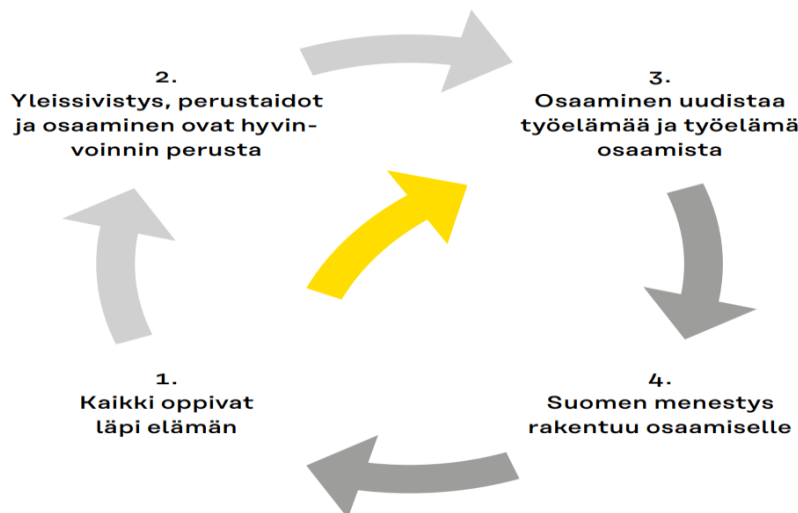 2.
Yleissivistys, perustaidot
ja osaaminen ovat hyvin-
voinnin perusta
3.
Osaaminen uudistaa
työelämää ja työelämä
osaamista
1.
Kaikki oppivat
läpi elämän
4.
Suomen menestys
rakentuu osaamiselle